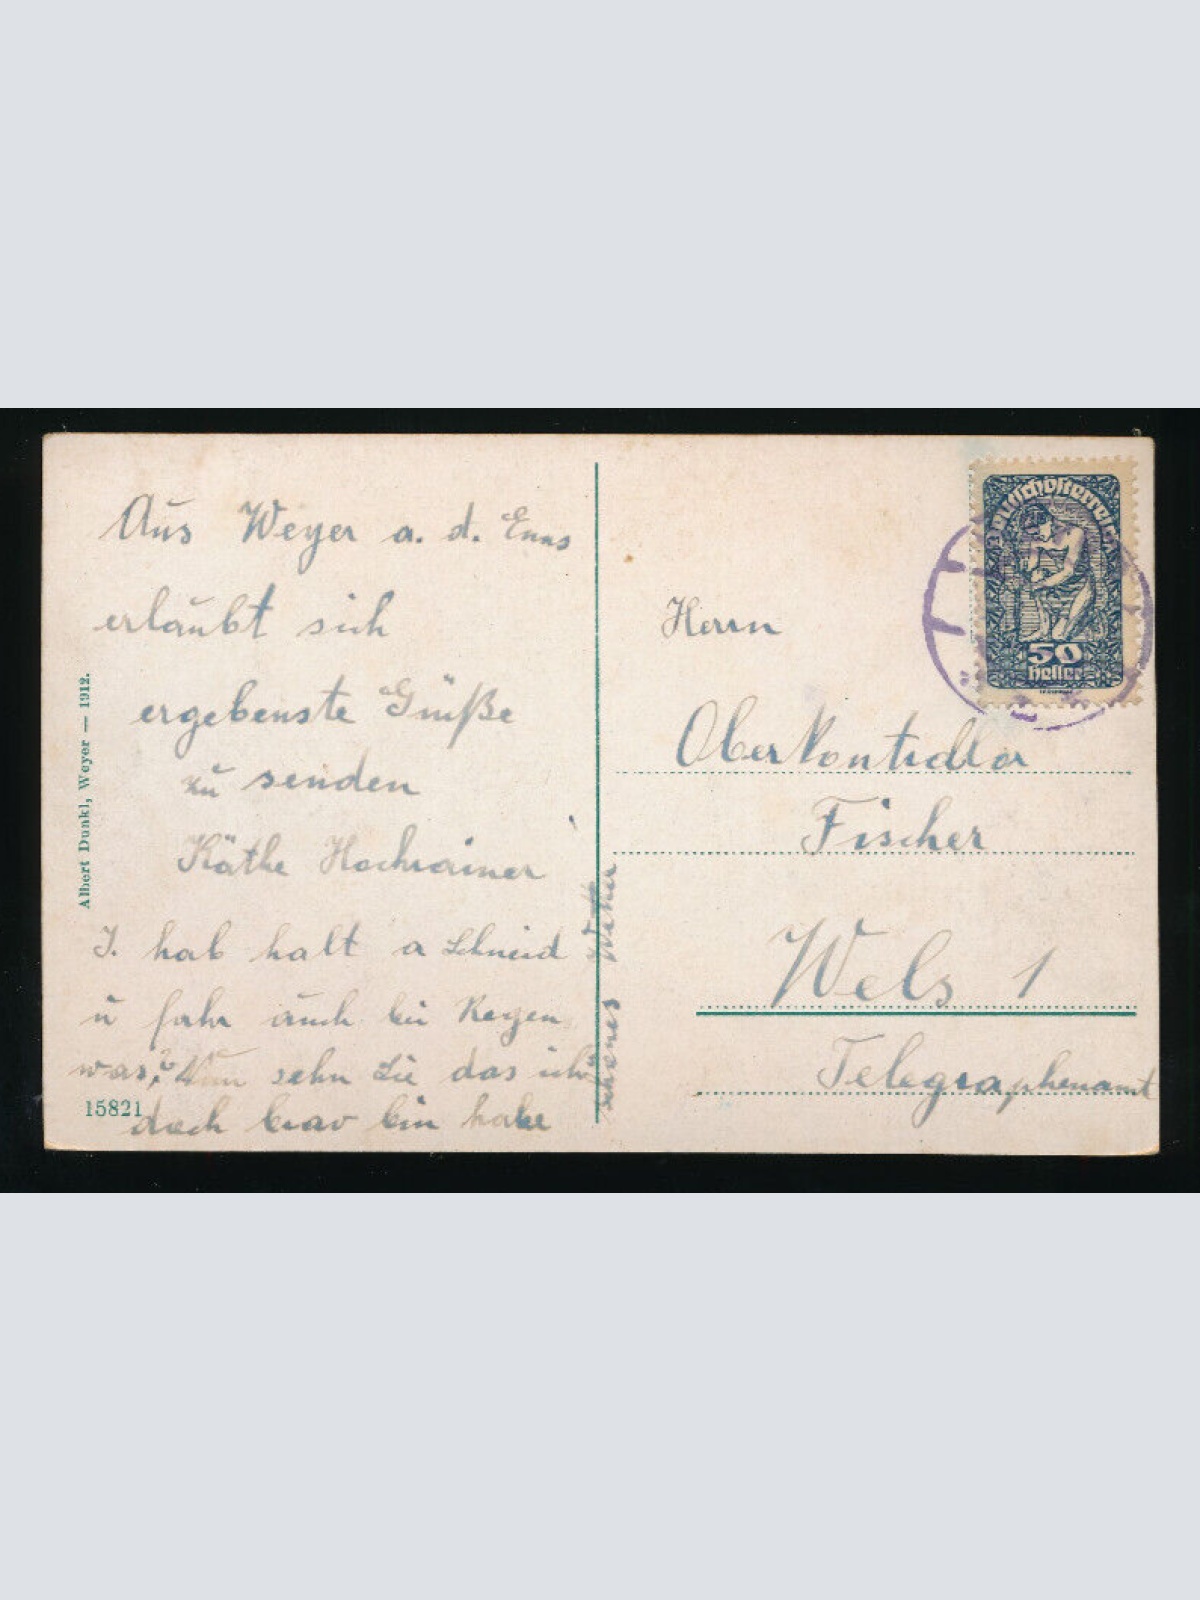 Aus Weyer a. d. Enns
erlaubt sich
ergebenste Grüße
zu senden
Käthe Hochrainer
I. hab halt a Schneid
ŭ fahr auch bei Regen
was? Nun sehn Sie das ich
doch brav bin habe
schönes Wetter
Albert Dunkl, Weyer — 1912.
15821
Deutschösterreich
50
Heller
Herrn
Oberkontrollor
Fischer
Wels 1
Telegraphenamt